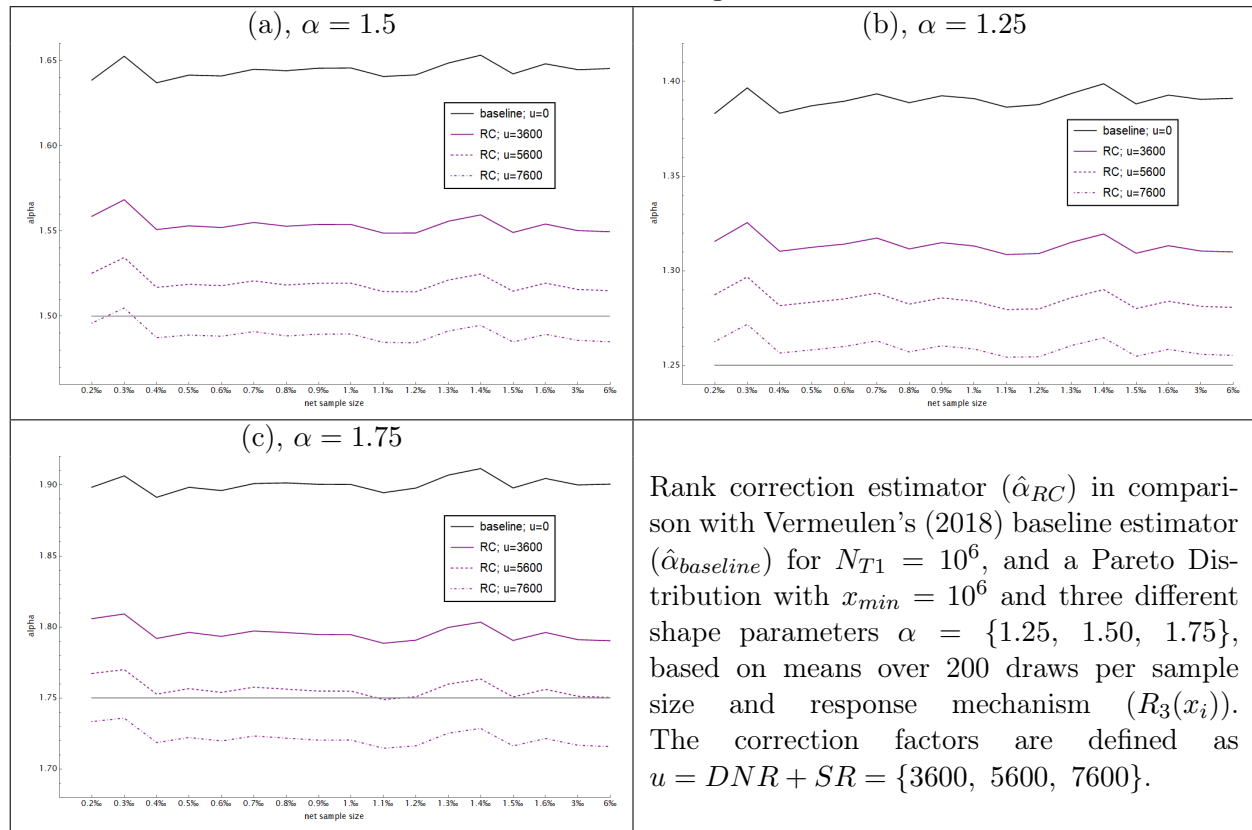 (a), α = 1.5
1.65
1.60
1.55
1.50
alpha
baseline; u=0
RC; u=3600
RC; u=5600
RC; u=7600
0.2‰ 0.3‰ 0.4‰ 0.5‰ 0.6‰ 0.7‰ 0.8‰ 0.9‰ 1.‰ 1.1‰ 1.2‰ 1.3‰ 1.4‰ 1.5‰ 1.6‰ 3‰ 6‰
net sample size
(b), α = 1.25
1.40
1.35
1.30
1.25
alpha
baseline; u=0
RC; u=3600
RC; u=5600
RC; u=7600
0.2‰ 0.3‰ 0.4‰ 0.5‰ 0.6‰ 0.7‰ 0.8‰ 0.9‰ 1.‰ 1.1‰ 1.2‰ 1.3‰ 1.4‰ 1.5‰ 1.6‰ 3‰ 6‰
net sample size
(c), α = 1.75
1.90
1.85
1.80
1.75
1.70
alpha
baseline; u=0
RC; u=3600
RC; u=5600
RC; u=7600
0.2‰ 0.3‰ 0.4‰ 0.5‰ 0.6‰ 0.7‰ 0.8‰ 0.9‰ 1.‰ 1.1‰ 1.2‰ 1.3‰ 1.4‰ 1.5‰ 1.6‰ 3‰ 6‰
net sample size
Rank correction estimator (α̂_RC) in compari-
son with Vermeulen's (2018) baseline estimator
(α̂_baseline) for N_T1 = 10^6, and a Pareto Dis-
tribution with x_min = 10^6 and three different
shape parameters α = {1.25, 1.50, 1.75},
based on means over 200 draws per sample
size and response mechanism (R_3(x_i)).
The correction factors are defined as
u = DNR + SR = {3600, 5600, 7600}.